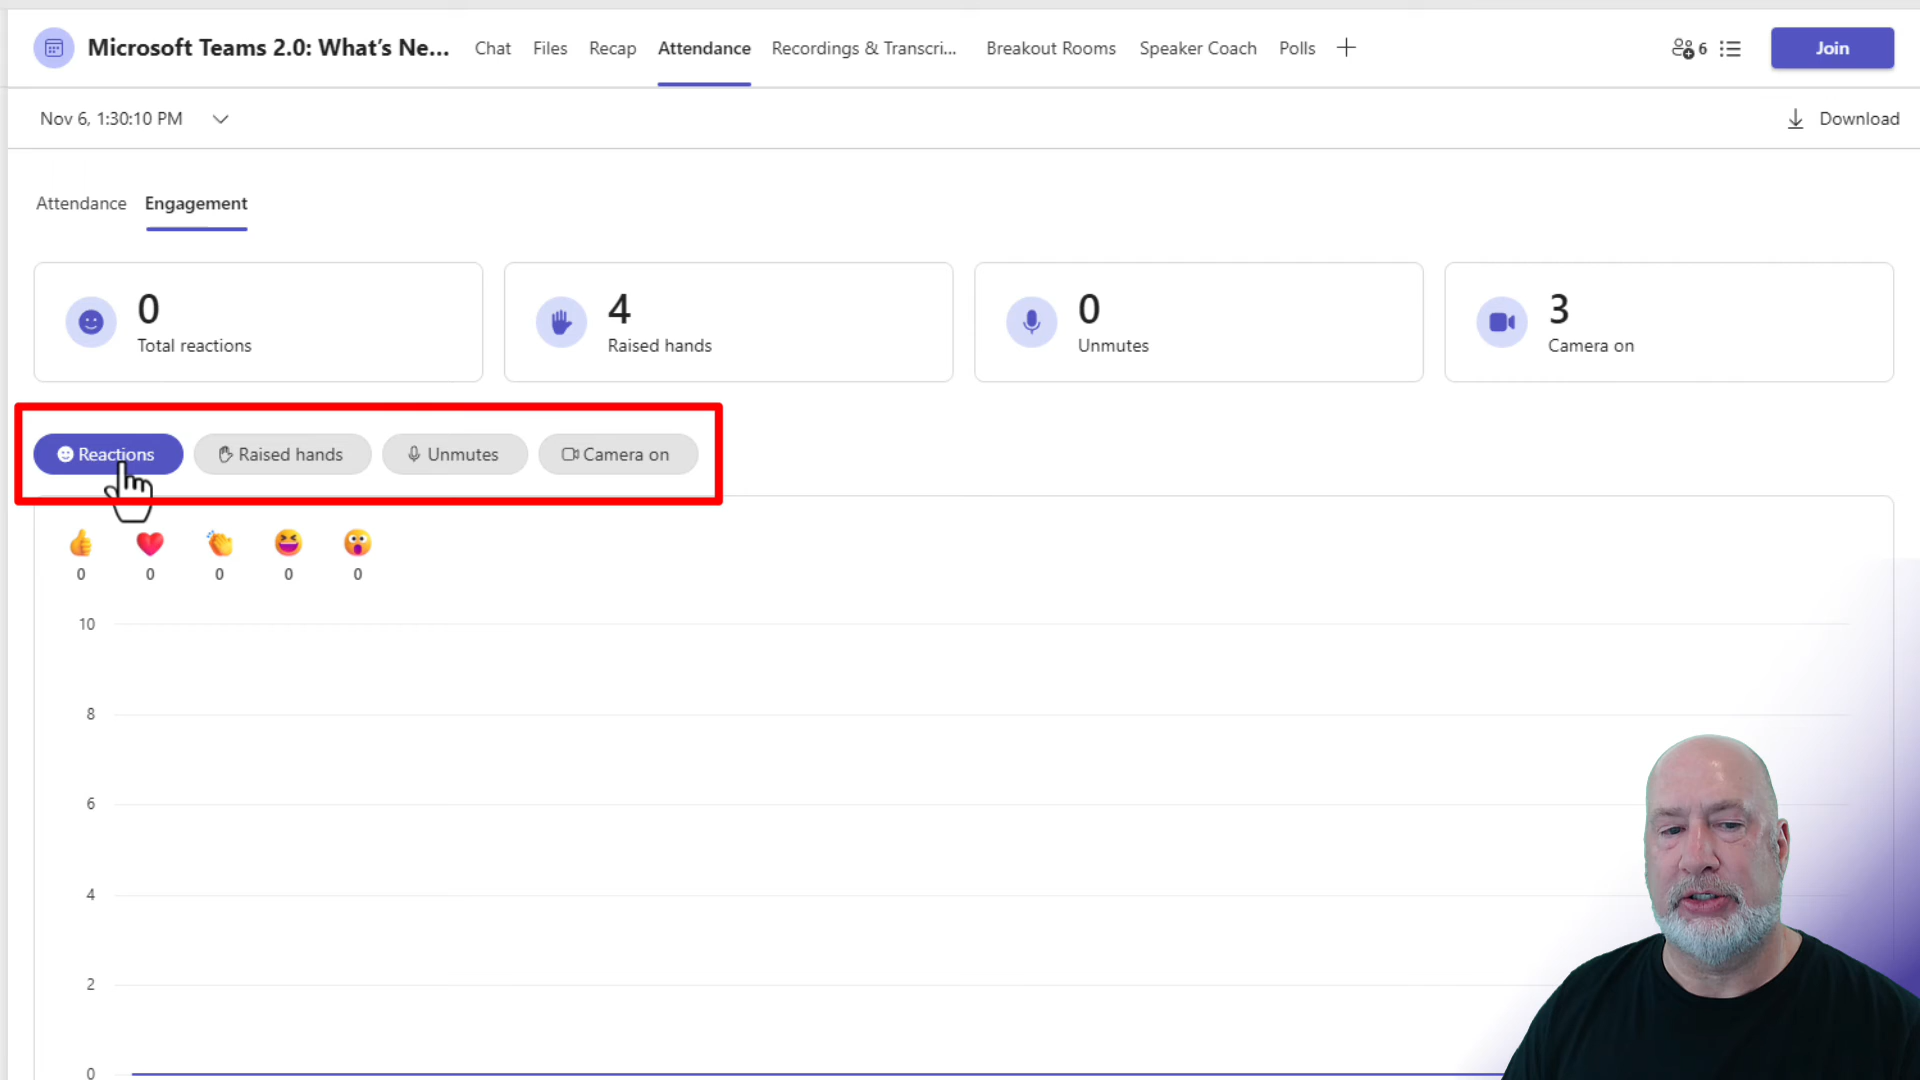 Microsoft Teams 2.0: What's Ne... Chat Files Recap Attendance Recordings & Transcri... Breakout Rooms Speaker Coach Polls 6 Join
Nov 6, 1:30:10 PM Download
Attendance Engagement
0 4 0 3
Total reactions Raised hands Unmutes Camera on
Reactions Raised hands Unmutes Camera on
0 0 0 0 0
10
8
6
4
2
0